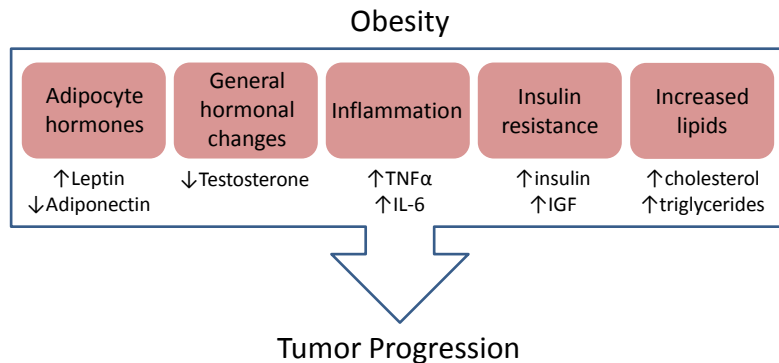 Obesity
Adipocyte
hormones
General
hormonal
changes
Inflammation
Insulin
resistance
Increased
lipids
↑Leptin
↓Adiponectin
↓Testosterone
↑TNFα
↑IL-6
↑insulin
↑IGF
↑cholesterol
↑triglycerides
Tumor Progression